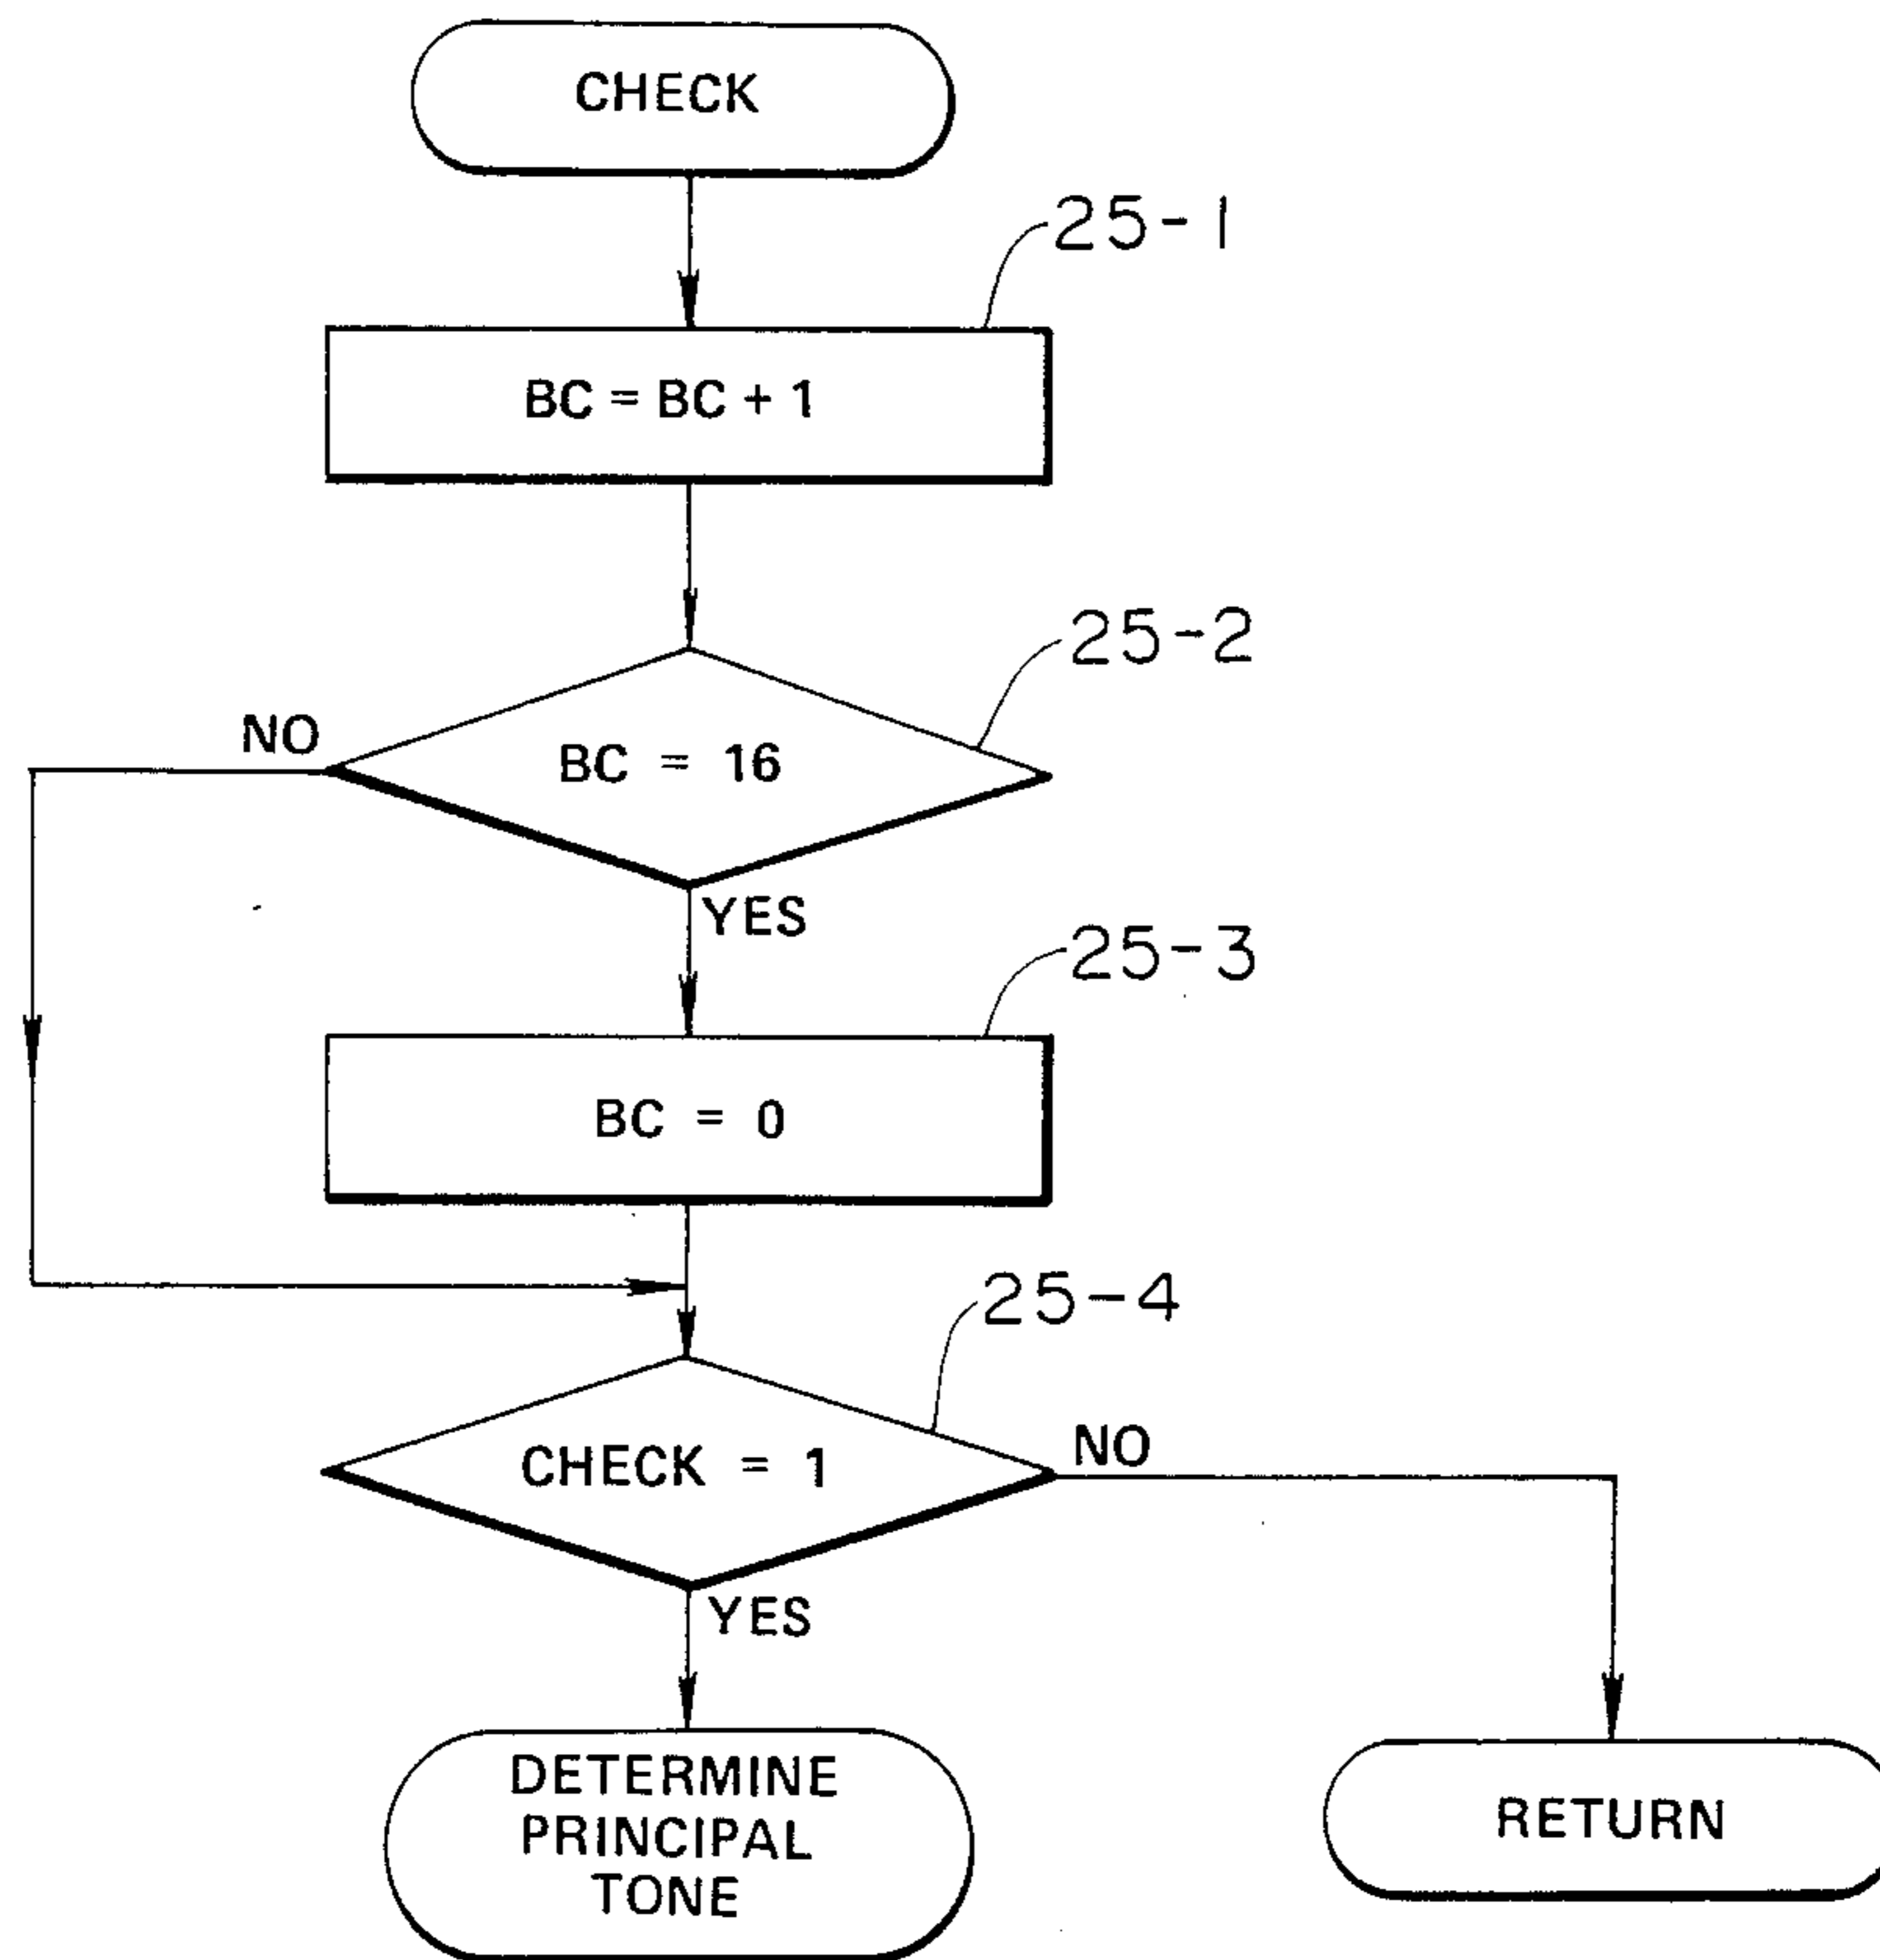 CHECK
25-1
BC = BC + 1
25-2
NO
BC = 16
YES
25-3
BC = 0
25-4
CHECK = 1
NO
YES
DETERMINE
PRINCIPAL
TONE
RETURN